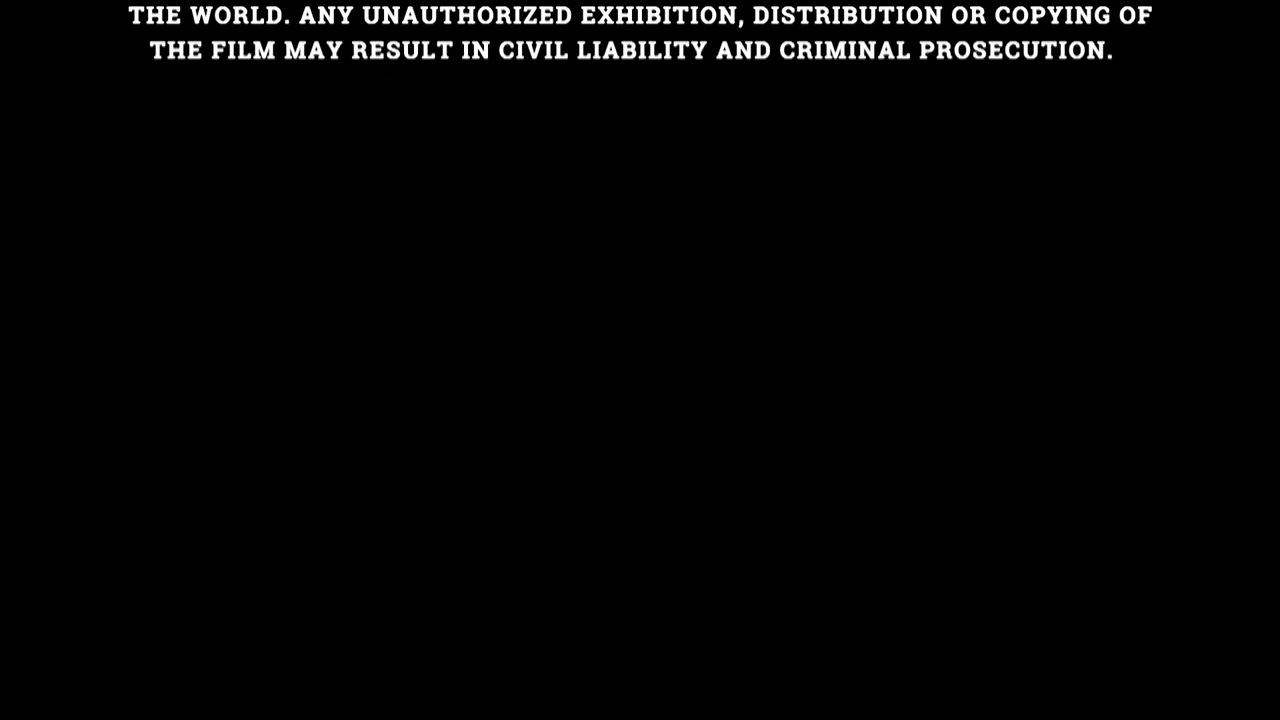 THE WORLD. ANY UNAUTHORIZED EXHIBITION, DISTRIBUTION OR COPYING OF
THE FILM MAY RESULT IN CIVIL LIABILITY AND CRIMINAL PROSECUTION.